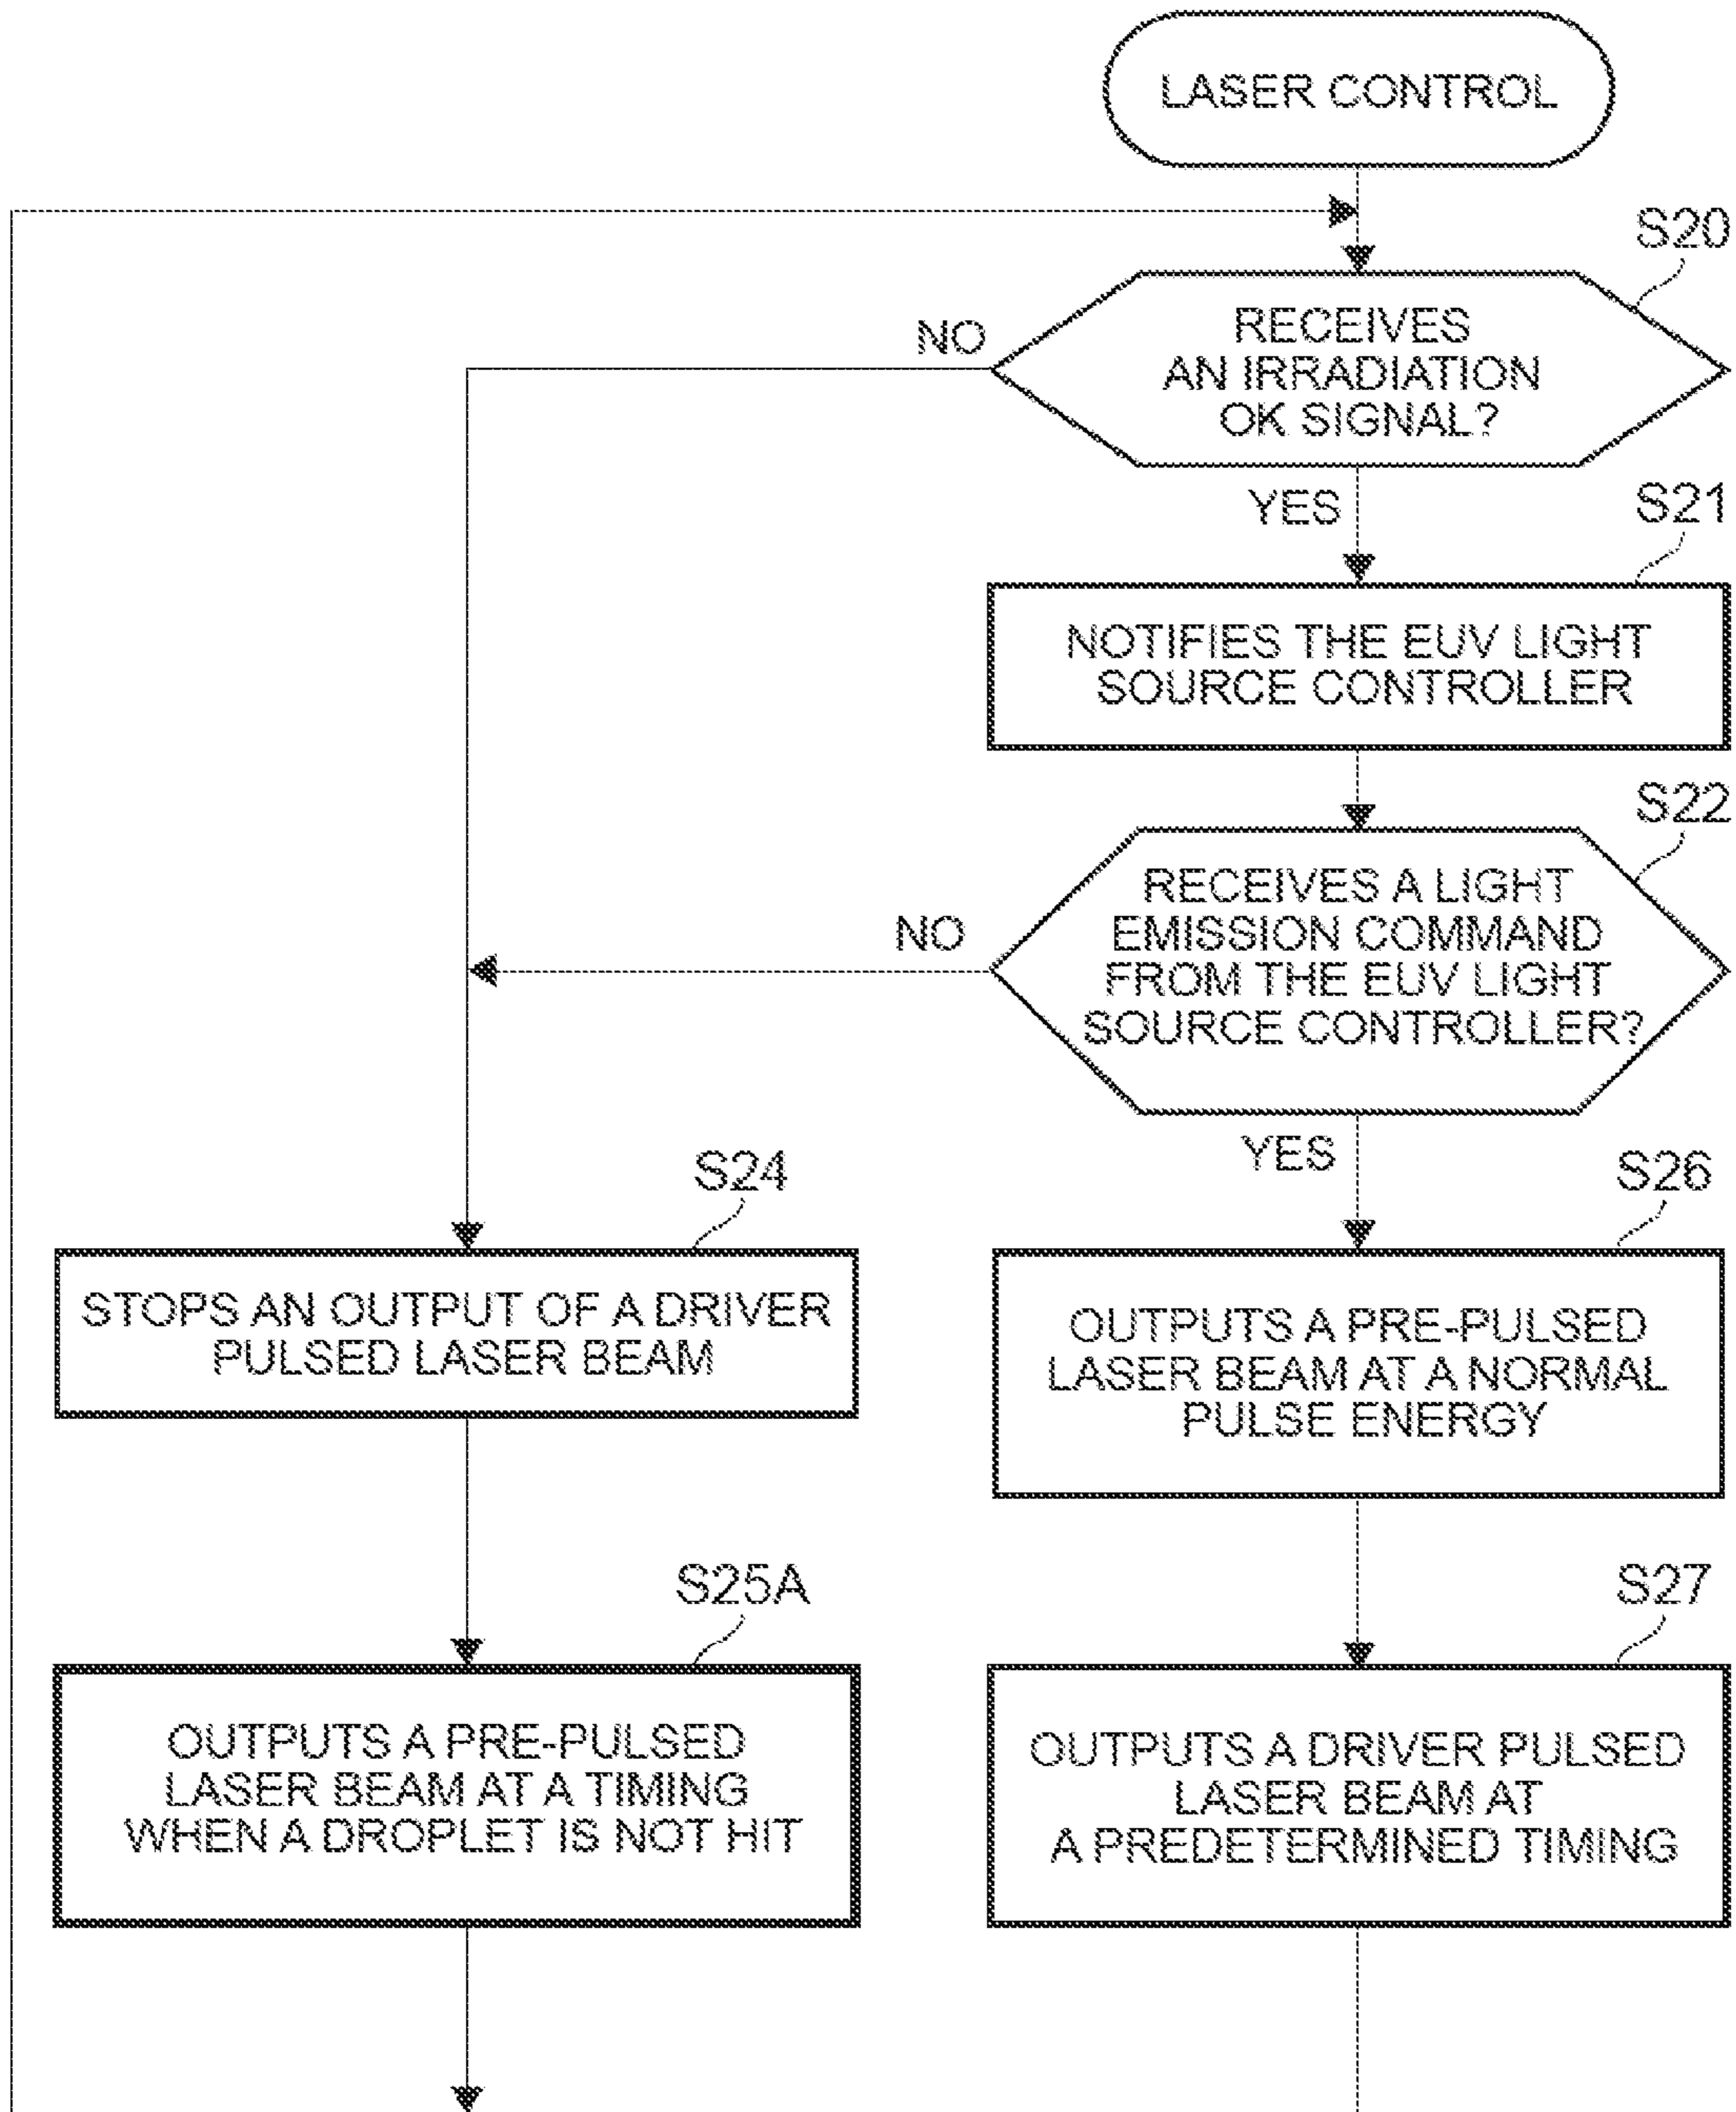 LASER CONTROL
S20
RECEIVES
AN IRRADIATION
OK SIGNAL?
NO
YES
S21
NOTIFIES THE EUV LIGHT
SOURCE CONTROLLER
S22
RECEIVES A LIGHT
EMISSION COMMAND
FROM THE EUV LIGHT
SOURCE CONTROLLER?
NO
YES
S24
STOPS AN OUTPUT OF A DRIVER
PULSED LASER BEAM
S26
OUTPUTS A PRE-PULSED
LASER BEAM AT A NORMAL
PULSE ENERGY
S25A
OUTPUTS A PRE-PULSED
LASER BEAM AT A TIMING
WHEN A DROPLET IS NOT HIT
S27
OUTPUTS A DRIVER PULSED
LASER BEAM AT
A PREDETERMINED TIMING